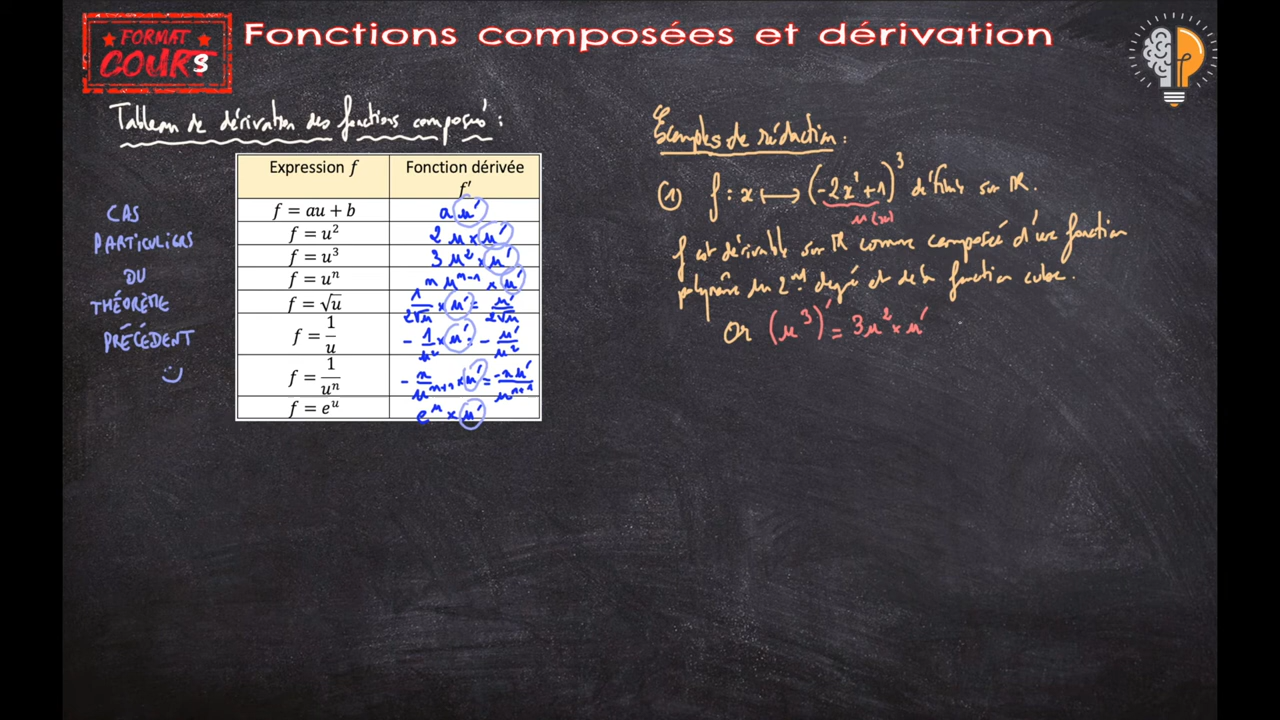 FORMAT
COURS
Fonctions composées et dérivation
Tableau de dérivation des fonctions composés :
Expression f | Fonction dérivée f'
f = au + b | a u'
f = u² | 2 u × u'
f = u³ | 3 u² × u'
f = uⁿ | n uⁿ⁻¹ × u'
f = √u | 1/(2√u) × u' = u'/(2√u)
f = 1/u | - 1/u² × u' = - u'/u²
f = 1/uⁿ | - n/uⁿ⁺¹ × u' = -nu'/uⁿ⁺¹
f = eᵘ | eᵘ × u'
CAS
PARTICULIERS
DU
THÉORÈME
PRÉCÉDENT
Exemples de rédaction :
① f : x ⟼ (-2x²+1)³ définie sur ℝ.
u(x)
f est dérivable sur ℝ comme composée d'une fonction
polynôme du 2nd degré et de la fonction cube.
Or (u³)' = 3u² × u'